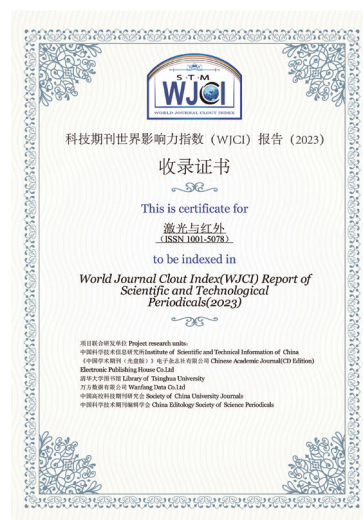 S·T·M
WJCI
WORLD JOURNAL CLOUT INDEX
科技期刊世界影响力指数（WJCI）报告（2023）
收录证书
This is certificate for
激光与红外
（ISSN 1001-5078）
to be indexed in
World Journal Clout Index(WJCI) Report of
Scientific and Technological
Periodicals(2023)
项目联合研发单位 Project research units:
中国科学技术信息研究所Institute of Scientific and Technical Information of China
《中国学术期刊（光盘版）》电子杂志社有限公司 Chinese Academic Journal(CD Edition)
Electronic Publishing House Co.Ltd
清华大学图书馆 Library of Tsinghua University
万方数据有限公司 Wanfang Data Co.Ltd
中国高校科技期刊研究会 Society of China University Journals
中国科学技术期刊编辑学会 China Editology Society of Science Periodicals